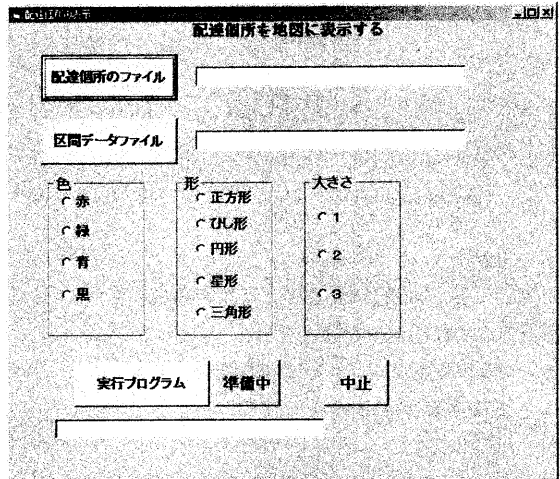 配達個所を地図に表示する
配達個所のファイル
区間データファイル
色
赤
緑
青
黒
形
正方形
ひし形
円形
星形
三角形
大きさ
1
2
3
実行プログラム
準備中
中止